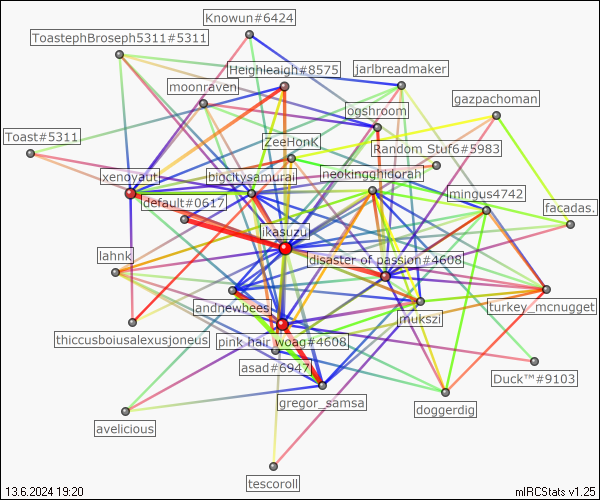 Knowun#6424
ToastephBroseph5311#5311
Heighleaigh#8575
jarlbreadmaker
moonraven
gazpachoman
ogshroom
Toast#5311
ZeeHonK
Random Stuf6#5983
xenoyaut
bigcitysamurai
neokingghidorah
mingus4742
default#0617
facadas.
ikasuzu
lahnk
disaster of passion#4608
andnewbees
turkey_mcnugget
mukszi
thiccusboiusalexusjoneus
pink hair woag#4608
asad#6947
Duck™#9103
gregor_samsa
doggerdig
avelicious
tescoroll
13.6.2024 19:20
mIRCStats v1.25